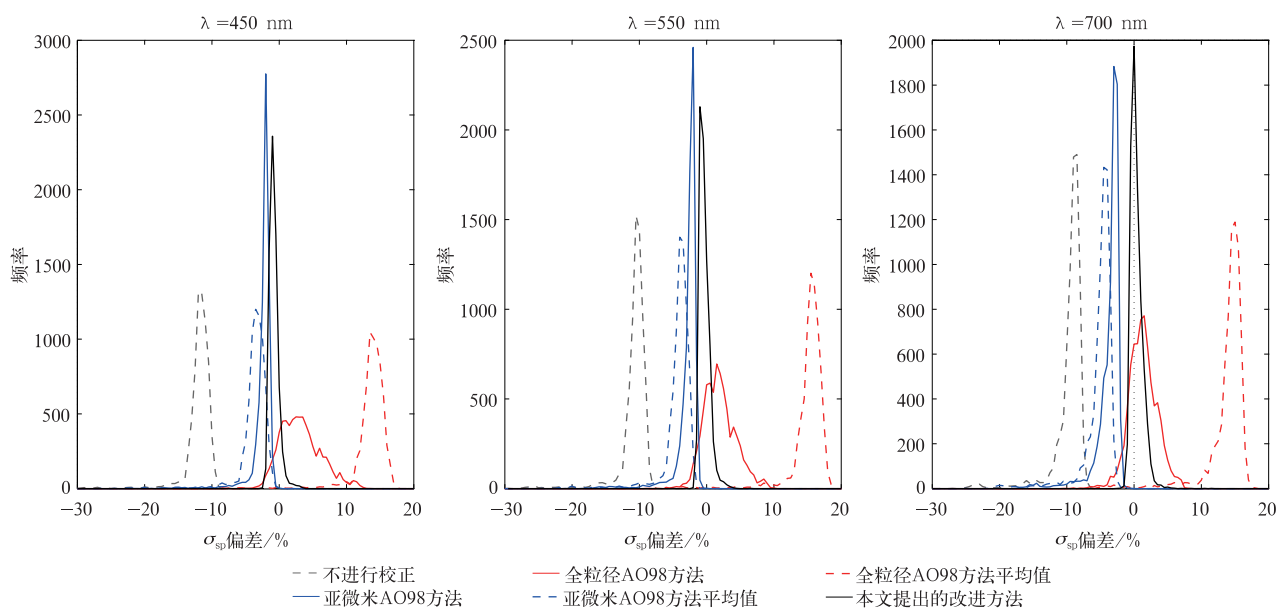 λ =450 nm
λ =550 nm
λ =700 nm
频率
3000
2500
2000
1500
1000
500
0
−30
−20
−10
0
10
20
σsp偏差/%
频率
2500
2000
1500
1000
500
0
−30
−20
−10
0
10
20
σsp偏差/%
频率
2000
1800
1600
1400
1200
1000
800
600
400
200
0
−30
−20
−10
0
10
20
σsp偏差/%
不进行校正
全粒径AO98方法
全粒径AO98方法平均值
亚微米AO98方法
亚微米AO98方法平均值
本文提出的改进方法